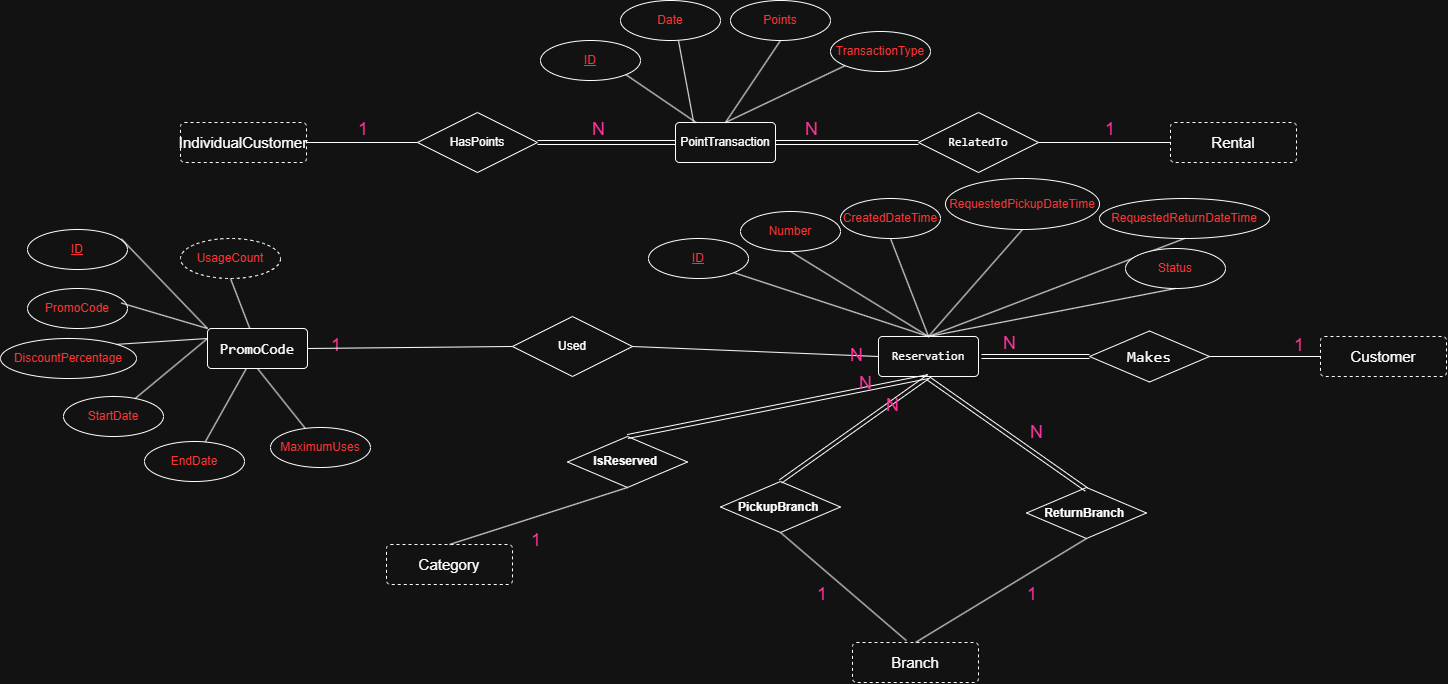 Date
Points
ID
TransactionType
1
N
N
1
IndividualCustomer
HasPoints
PointTransaction
RelatedTo
Rental
RequestedPickupDateTime
CreatedDateTime
RequestedReturnDateTime
Number
ID
UsageCount
ID
Status
PromoCode
PromoCode
1
Used
N
Reservation
N
Makes
1
Customer
DiscountPercentage
StartDate
EndDate
MaximumUses
N
N
N
IsReserved
PickupBranch
ReturnBranch
1
Category
1
1
Branch